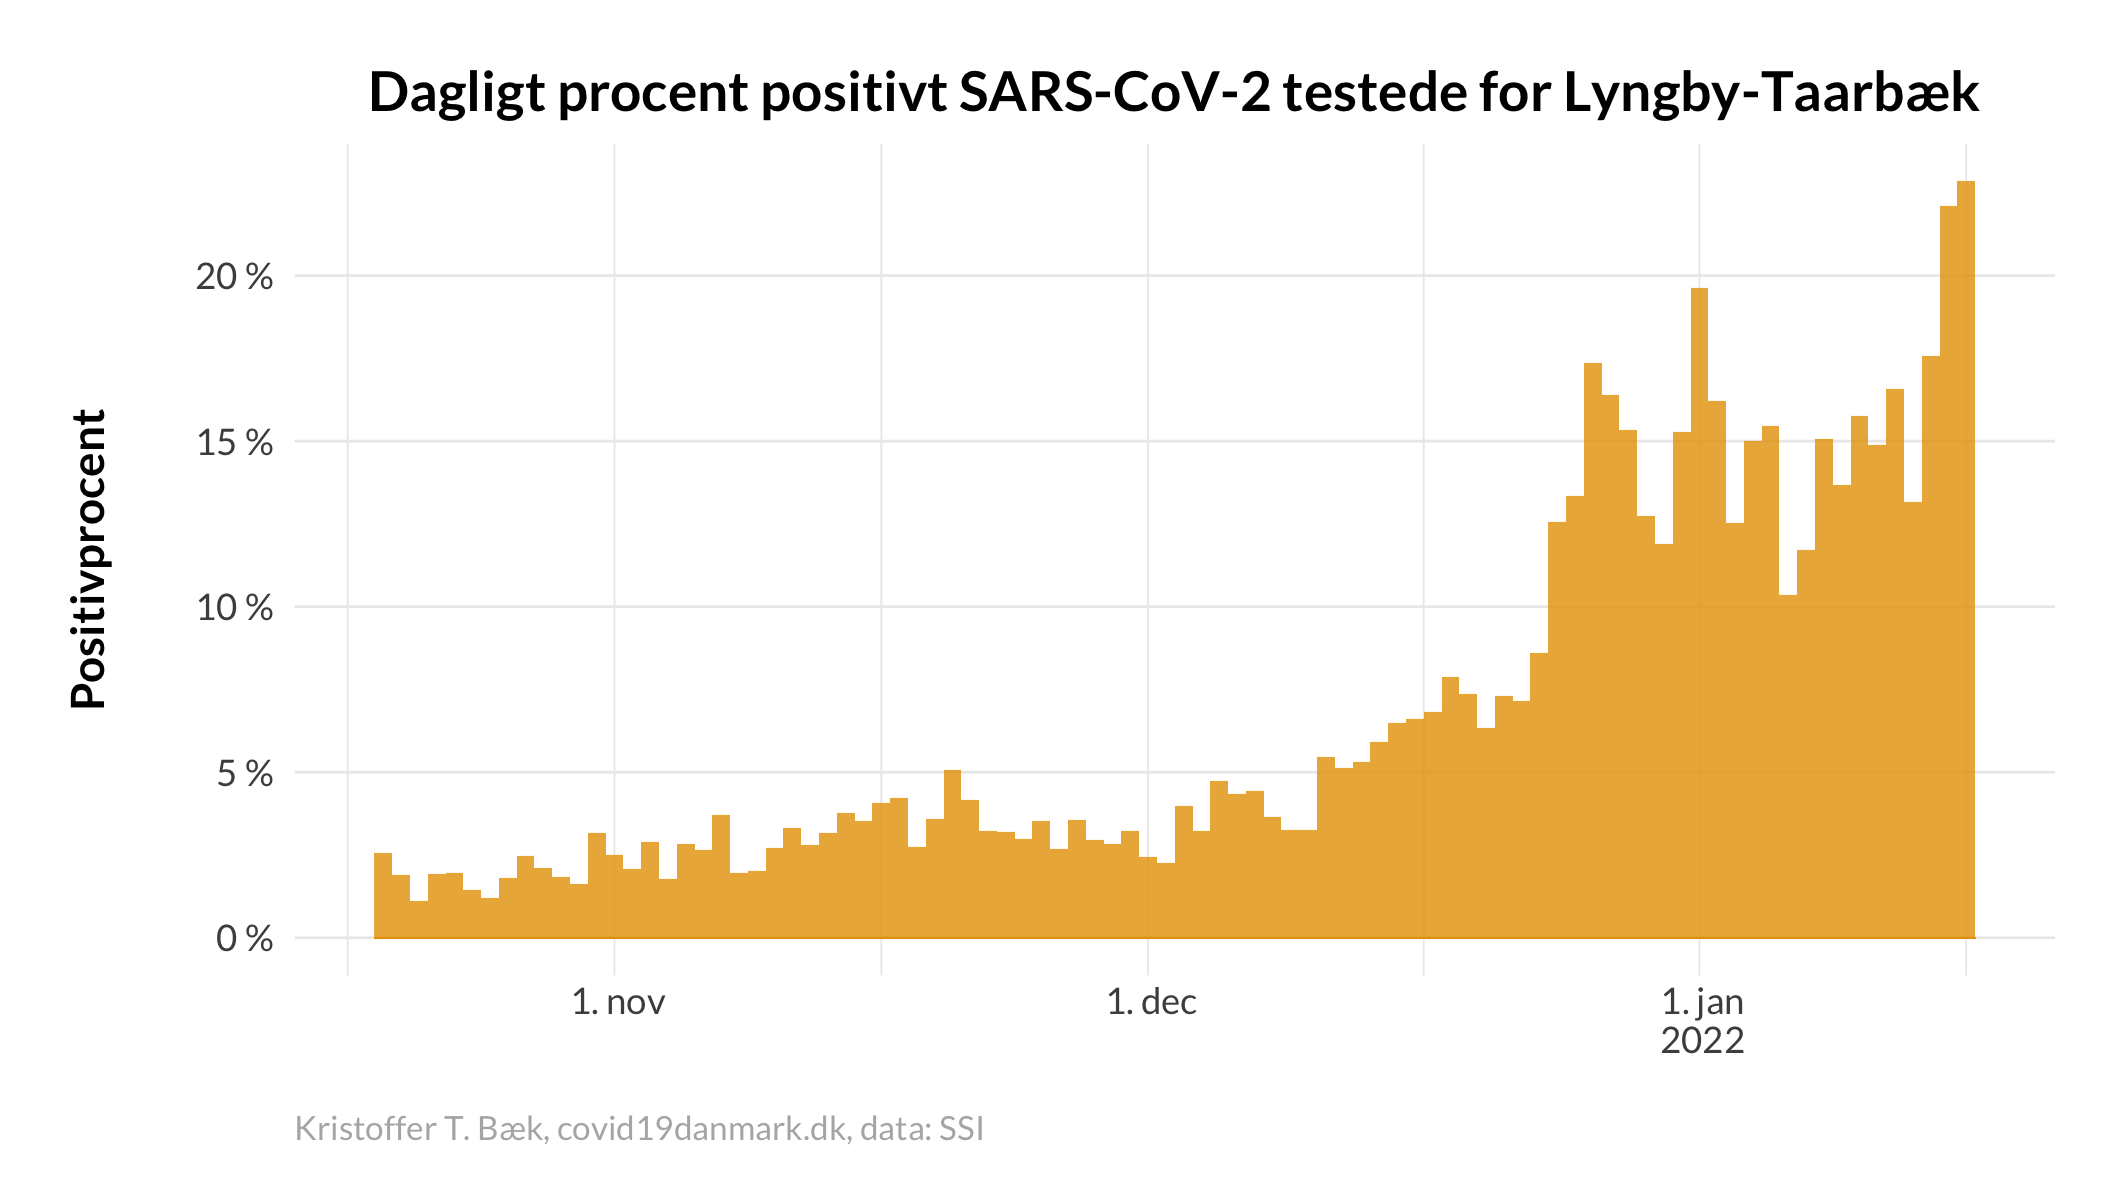 Dagligt procent positivt SARS-CoV-2 testede for Lyngby-Taarbæk
Positivprocent
20 %
15 %
10 %
5 %
0 %
1. nov
1. dec
1. jan
2022
Kristoffer T. Bæk, covid19danmark.dk, data: SSI